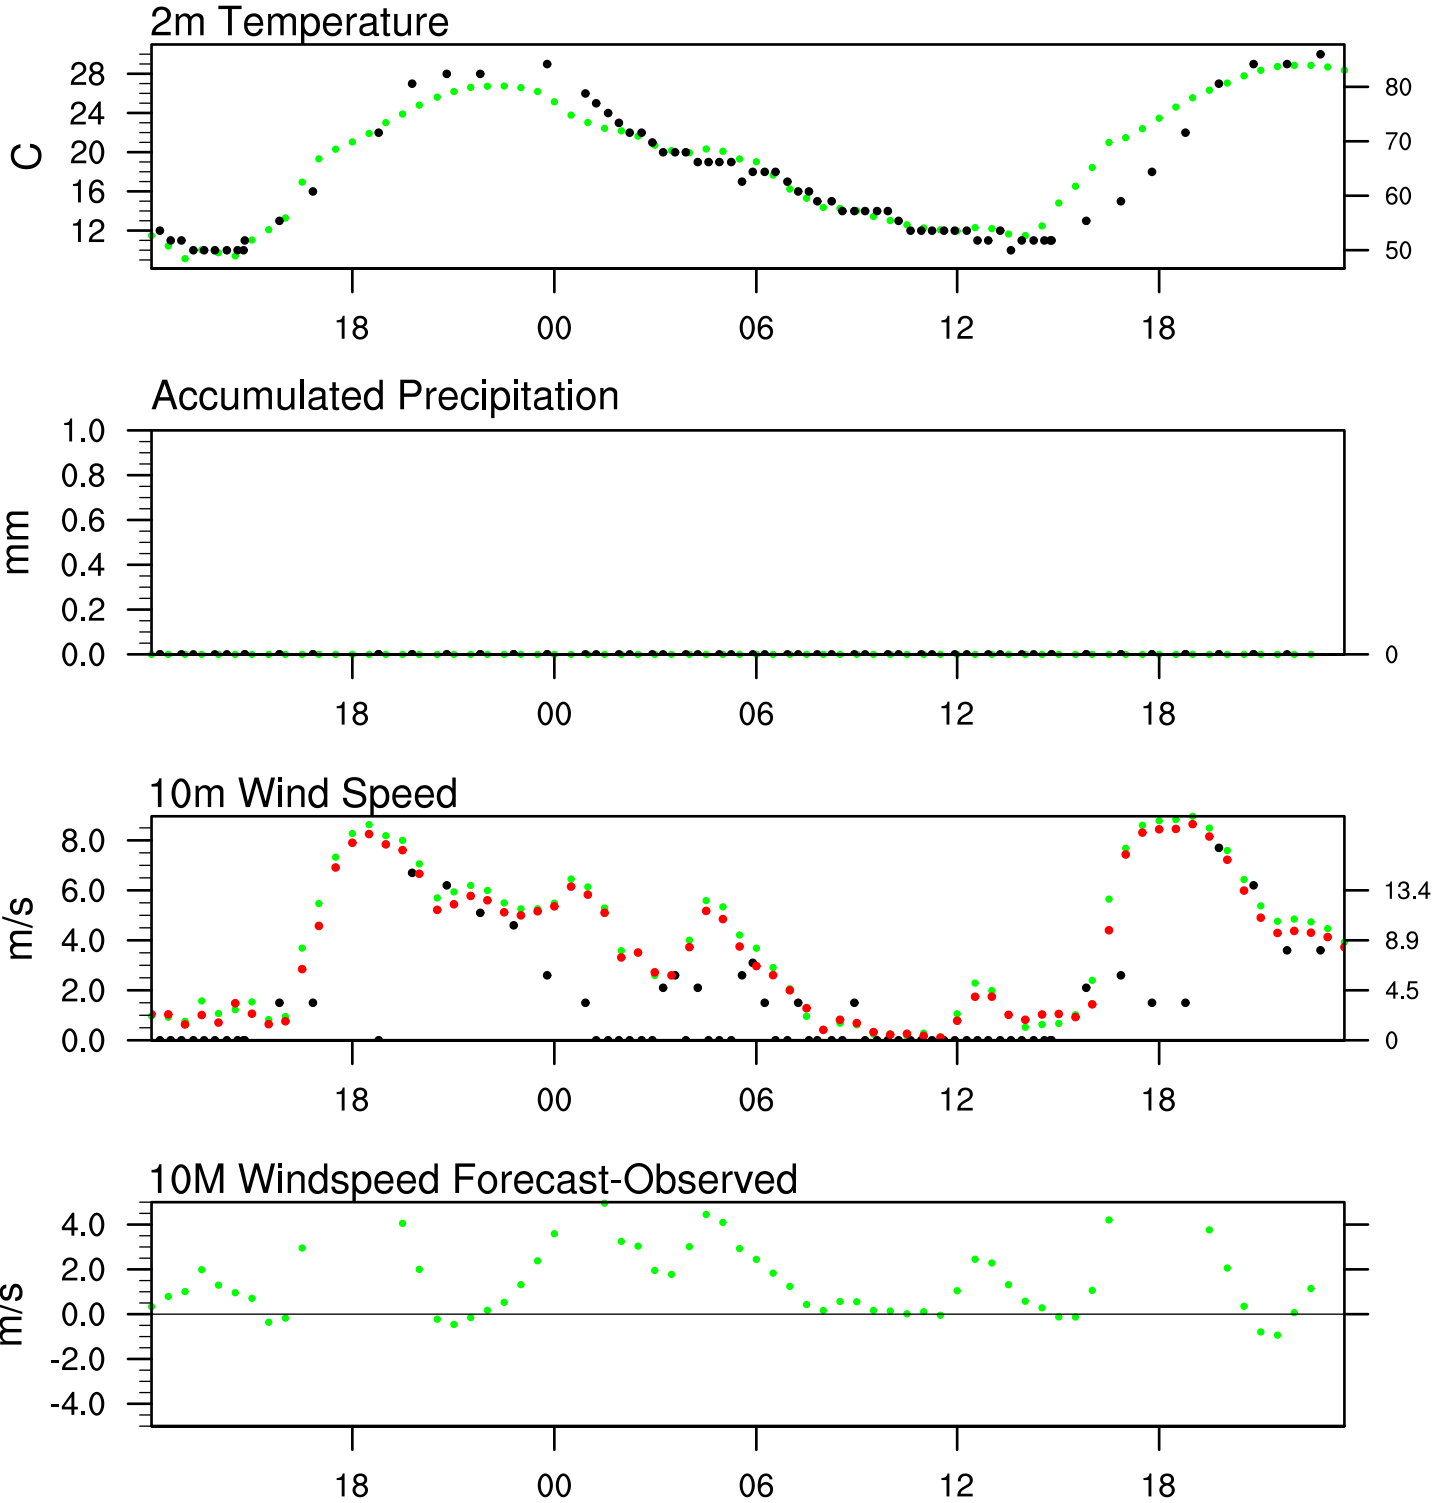 2m Temperature
C
28
24
20
16
12
80
70
60
50
18 00 06 12 18
Accumulated Precipitation
mm
1.0
0.8
0.6
0.4
0.2
0.0
0
18 00 06 12 18
10m Wind Speed
m/s
8.0
6.0
4.0
2.0
0.0
13.4
8.9
4.5
0
18 00 06 12 18
10M Windspeed Forecast-Observed
m/s
4.0
2.0
0.0
-2.0
-4.0
18 00 06 12 18